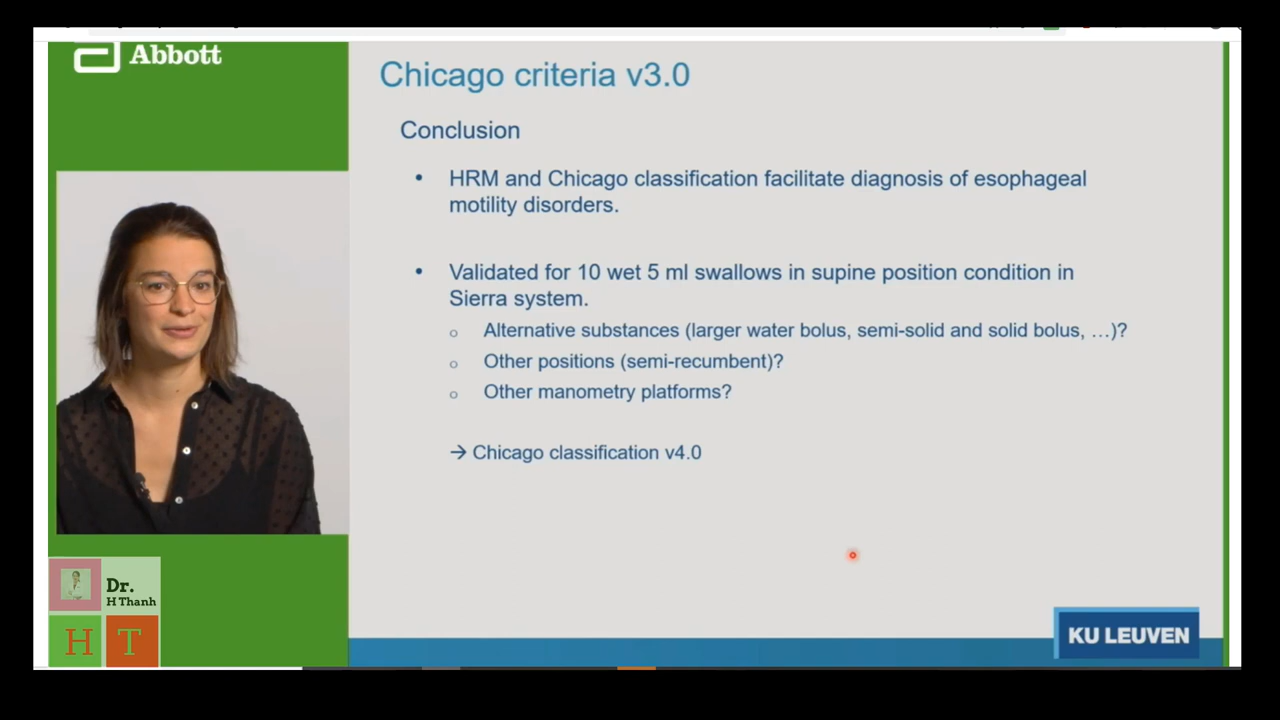 Abbott
Chicago criteria v3.0
Conclusion
• HRM and Chicago classification facilitate diagnosis of esophageal
motility disorders.
• Validated for 10 wet 5 ml swallows in supine position condition in
Sierra system.
o Alternative substances (larger water bolus, semi-solid and solid bolus, …)?
o Other positions (semi-recumbent)?
o Other manometry platforms?
→ Chicago classification v4.0
Dr.
H Thanh
H T
KU LEUVEN